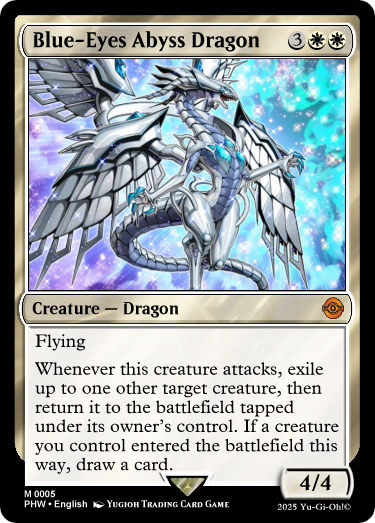 Blue-Eyes Abyss Dragon 3
Creature — Dragon
Flying
Whenever this creature attacks, exile
up to one other target creature, then
return it to the battlefield tapped
under its owner's control. If a creature
you control entered the battlefield this
way, draw a card.
4/4
M 0005
PHW • English Yugioh Trading Card Game
2025 Yu-Gi-Oh!©